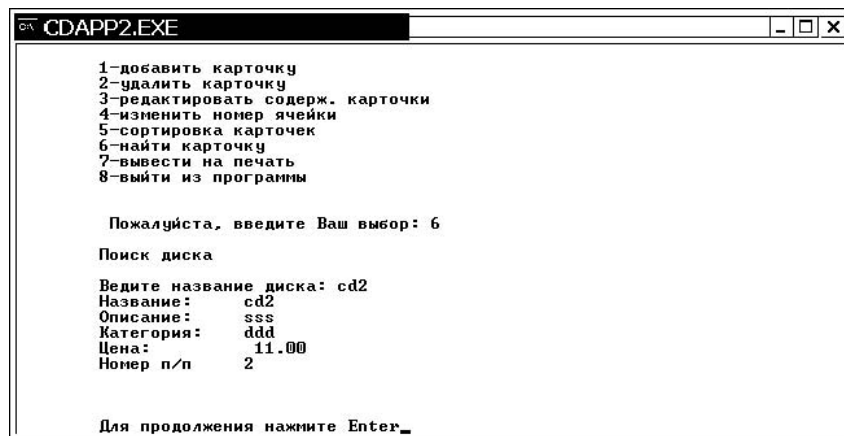 CDAPP2.EXE
1-добавить карточку
2-удалить карточку
3-редактировать содерж. карточки
4-изменить номер ячейки
5-сортировка карточек
6-найти карточку
7-вывести на печать
8-выйти из программы
Пожалуйста, введите Ваш выбор: 6
Поиск диска
Ведите название диска: cd2
Название: cd2
Описание: sss
Категория: ddd
Цена: 11.00
Номер п/п 2
Для продолжения нажмите Enter_